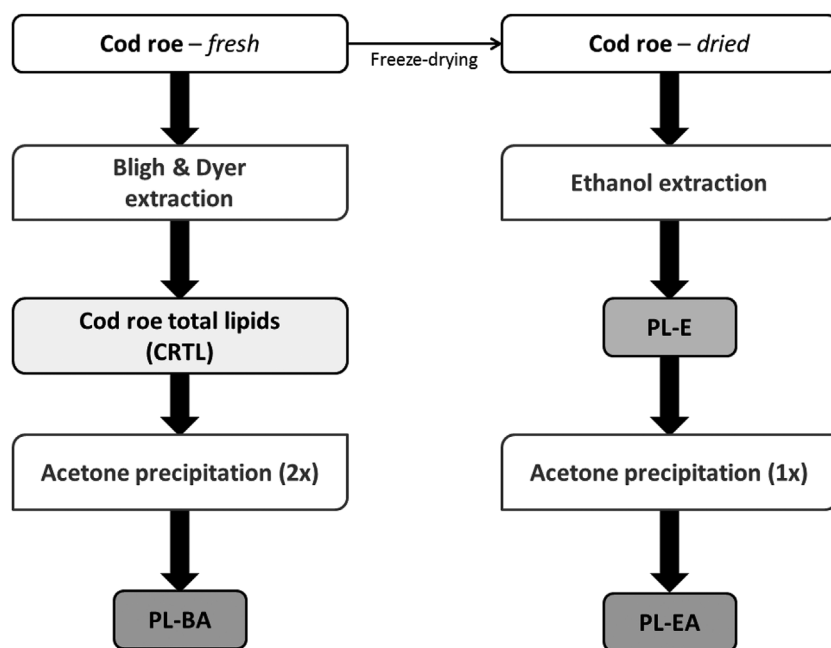 Cod roe – fresh
Freeze-drying
Cod roe – dried
Bligh & Dyer
extraction
Ethanol extraction
Cod roe total lipids
(CRTL)
PL-E
Acetone precipitation (2x)
Acetone precipitation (1x)
PL-BA
PL-EA